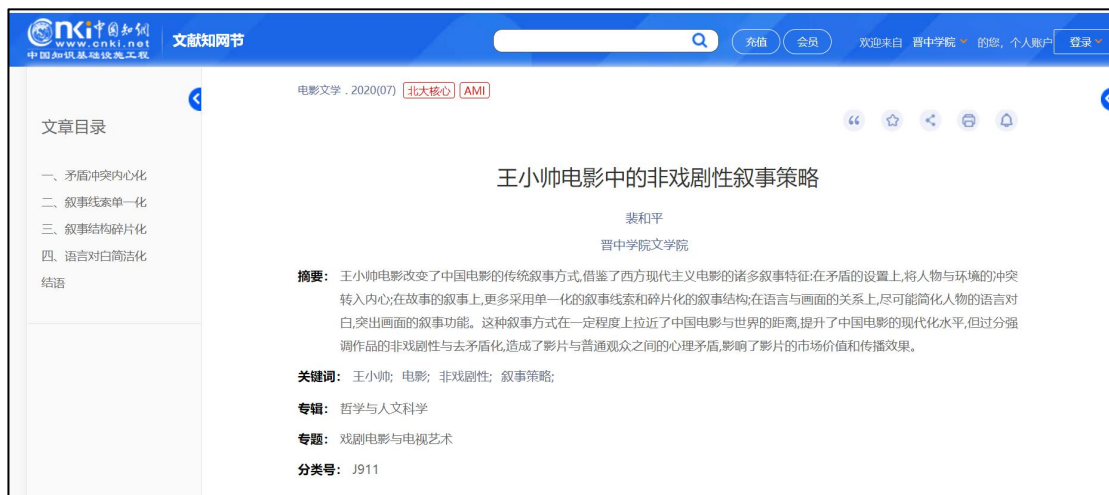 cnki中国知网
www.cnki.net
中国知识基础设施工程
文献知网节
充值
会员
欢迎来自 晋中学院 的您，个人账户 登录
文章目录
一、矛盾冲突内心化
二、叙事线索单一化
三、叙事结构碎片化
四、语言对白简洁化
结语
电影文学 . 2020(07) 北大核心 AMI
王小帅电影中的非戏剧性叙事策略
裴和平
晋中学院文学院
摘要： 王小帅电影改变了中国电影的传统叙事方式,借鉴了西方现代主义电影的诸多叙事特征:在矛盾的设置上,将人物与环境的冲突
转入内心;在故事的叙事上,更多采用单一化的叙事线索和碎片化的叙事结构;在语言与画面的关系上,尽可能简化人物的语言对
白,突出画面的叙事功能。这种叙事方式在一定程度上拉近了中国电影与世界的距离,提升了中国电影的现代化水平,但过分强
调作品的非戏剧性与去矛盾化,造成了影片与普通观众之间的心理矛盾,影响了影片的市场价值和传播效果。
关键词： 王小帅; 电影; 非戏剧性; 叙事策略;
专辑： 哲学与人文科学
专题： 戏剧电影与电视艺术
分类号： J911